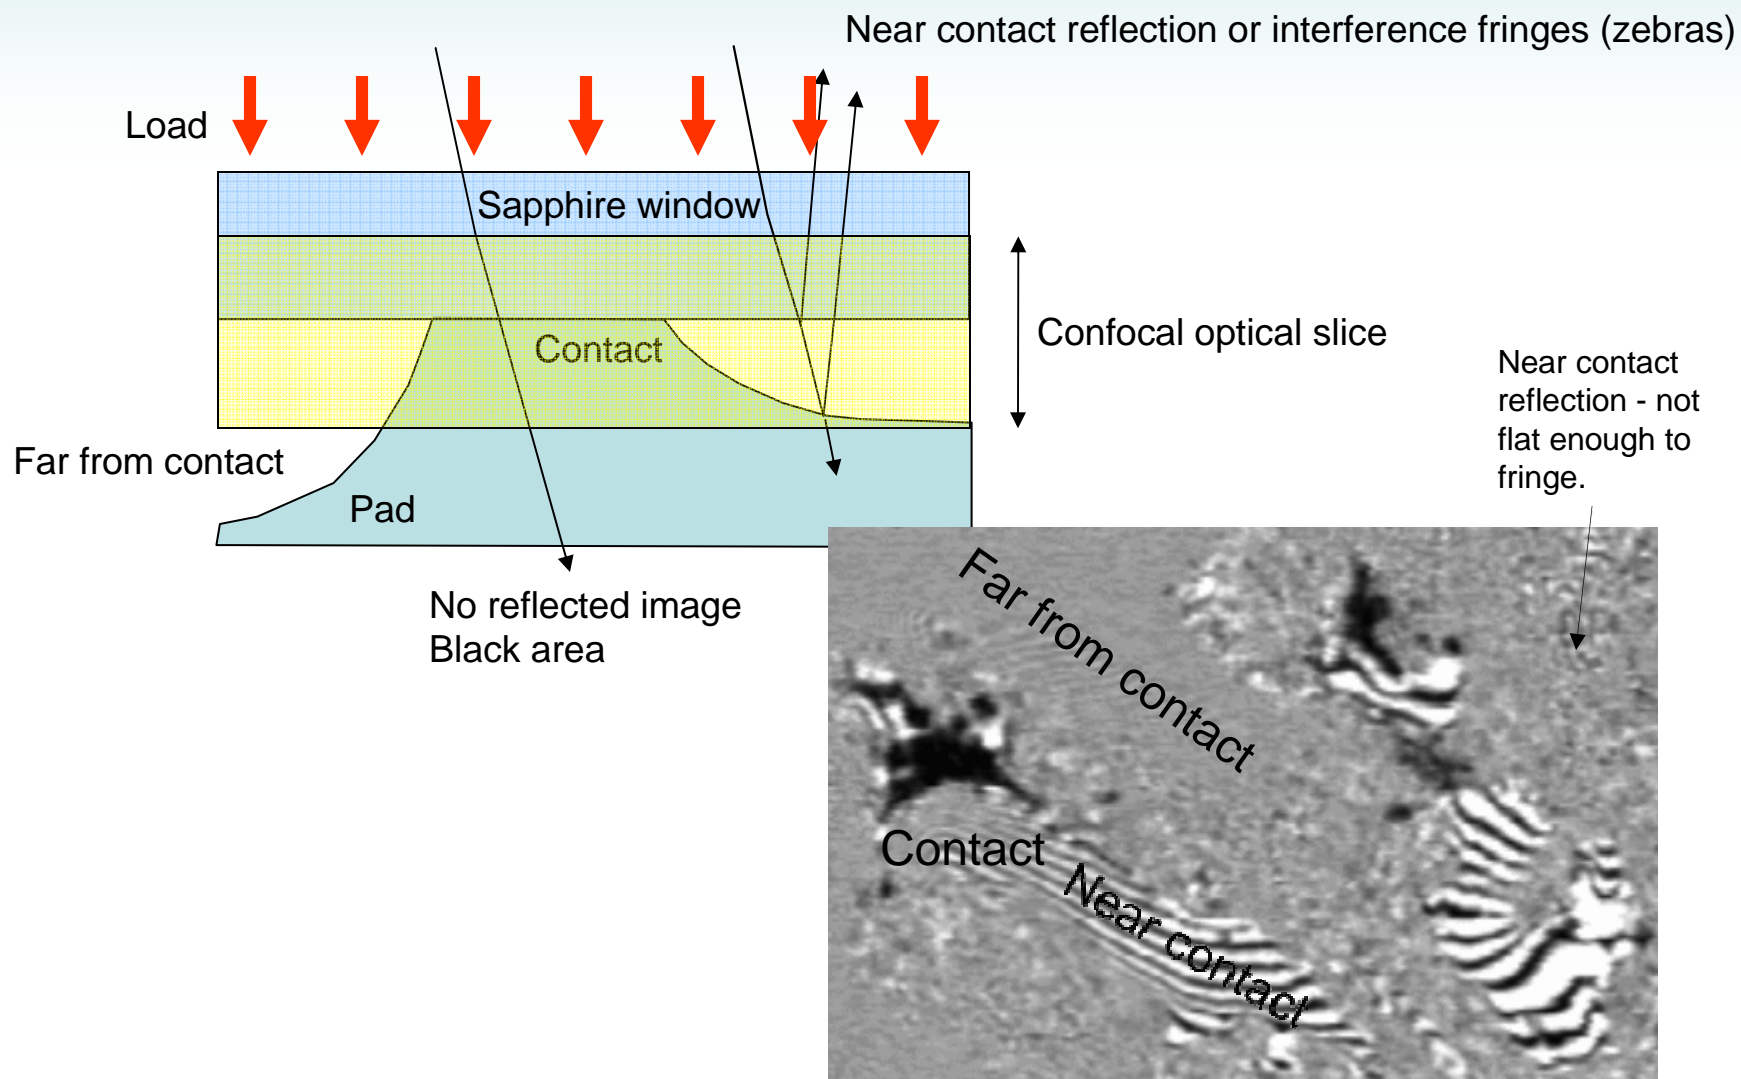 Near contact reflection or interference fringes (zebras)
Load
Sapphire window
Contact
Confocal optical slice
Near contact
reflection - not
flat enough to
fringe.
Far from contact
Pad
No reflected image
Black area
Far from contact
Contact
Near contact